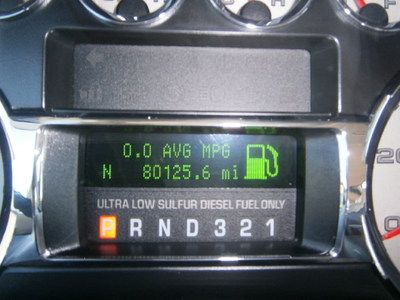 0.0 AVG MPG
N 80125.6 mi
ULTRA LOW SULFUR DIESEL FUEL ONLY
P R N D 3 2 1